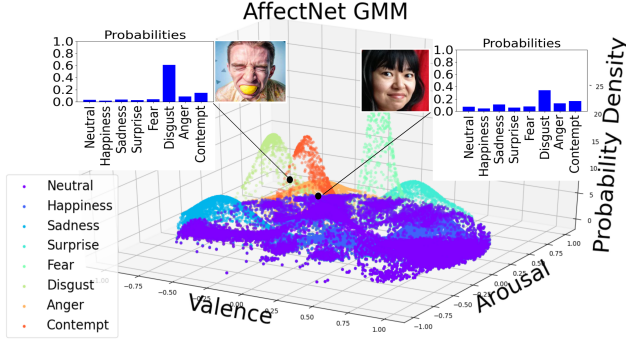 AffectNet GMM
Probabilities
1.0
0.8
0.6
0.4
0.2
0.0
Neutral
Happiness
Sadness
Surprise
Fear
Disgust
Anger
Contempt
Probabilities
1.0
0.8
0.6
0.4
0.2
0.0
Neutral
Happiness
Sadness
Surprise
Fear
Disgust
Anger
Contempt
Neutral
Happiness
Sadness
Surprise
Fear
Disgust
Anger
Contempt
-1.00
-0.75
-0.50
-0.25
0.00
0.25
0.50
0.75
1.00
Valence
-1.00
-0.75
-0.50
-0.25
0.00
0.25
0.50
0.75
1.00
Arousal
0
5
10
15
20
25
Probability Density